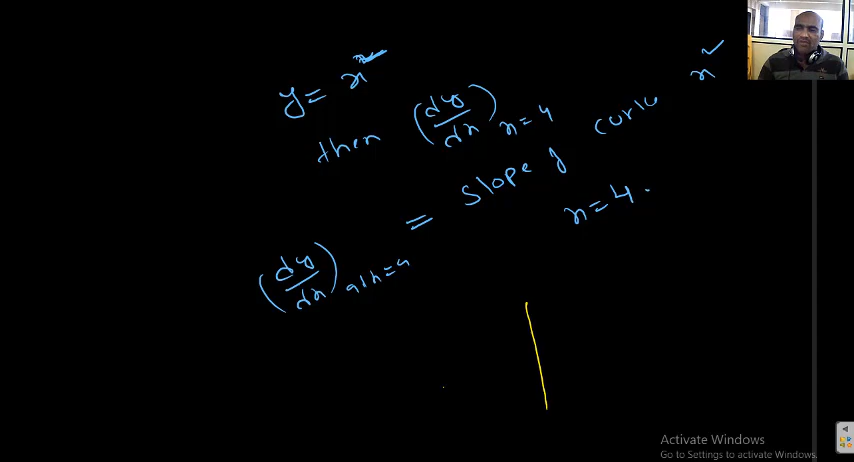 y = x²
then (dy/dx) x=4
= slope of curve x²
x=4.
(dy/dx) at x=4
Activate Windows
Go to Settings to activate Windows.